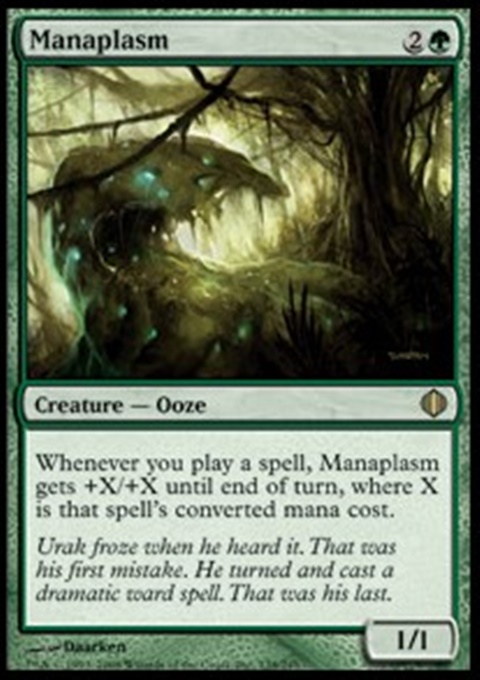 Manaplasm 2
Creature — Ooze
Whenever you play a spell, Manaplasm
gets +X/+X until end of turn, where X
is that spell's converted mana cost.
Urak froze when he heard it. That was
his first mistake. He turned and cast a
dramatic ward spell. That was his last.
Daarken
1/1